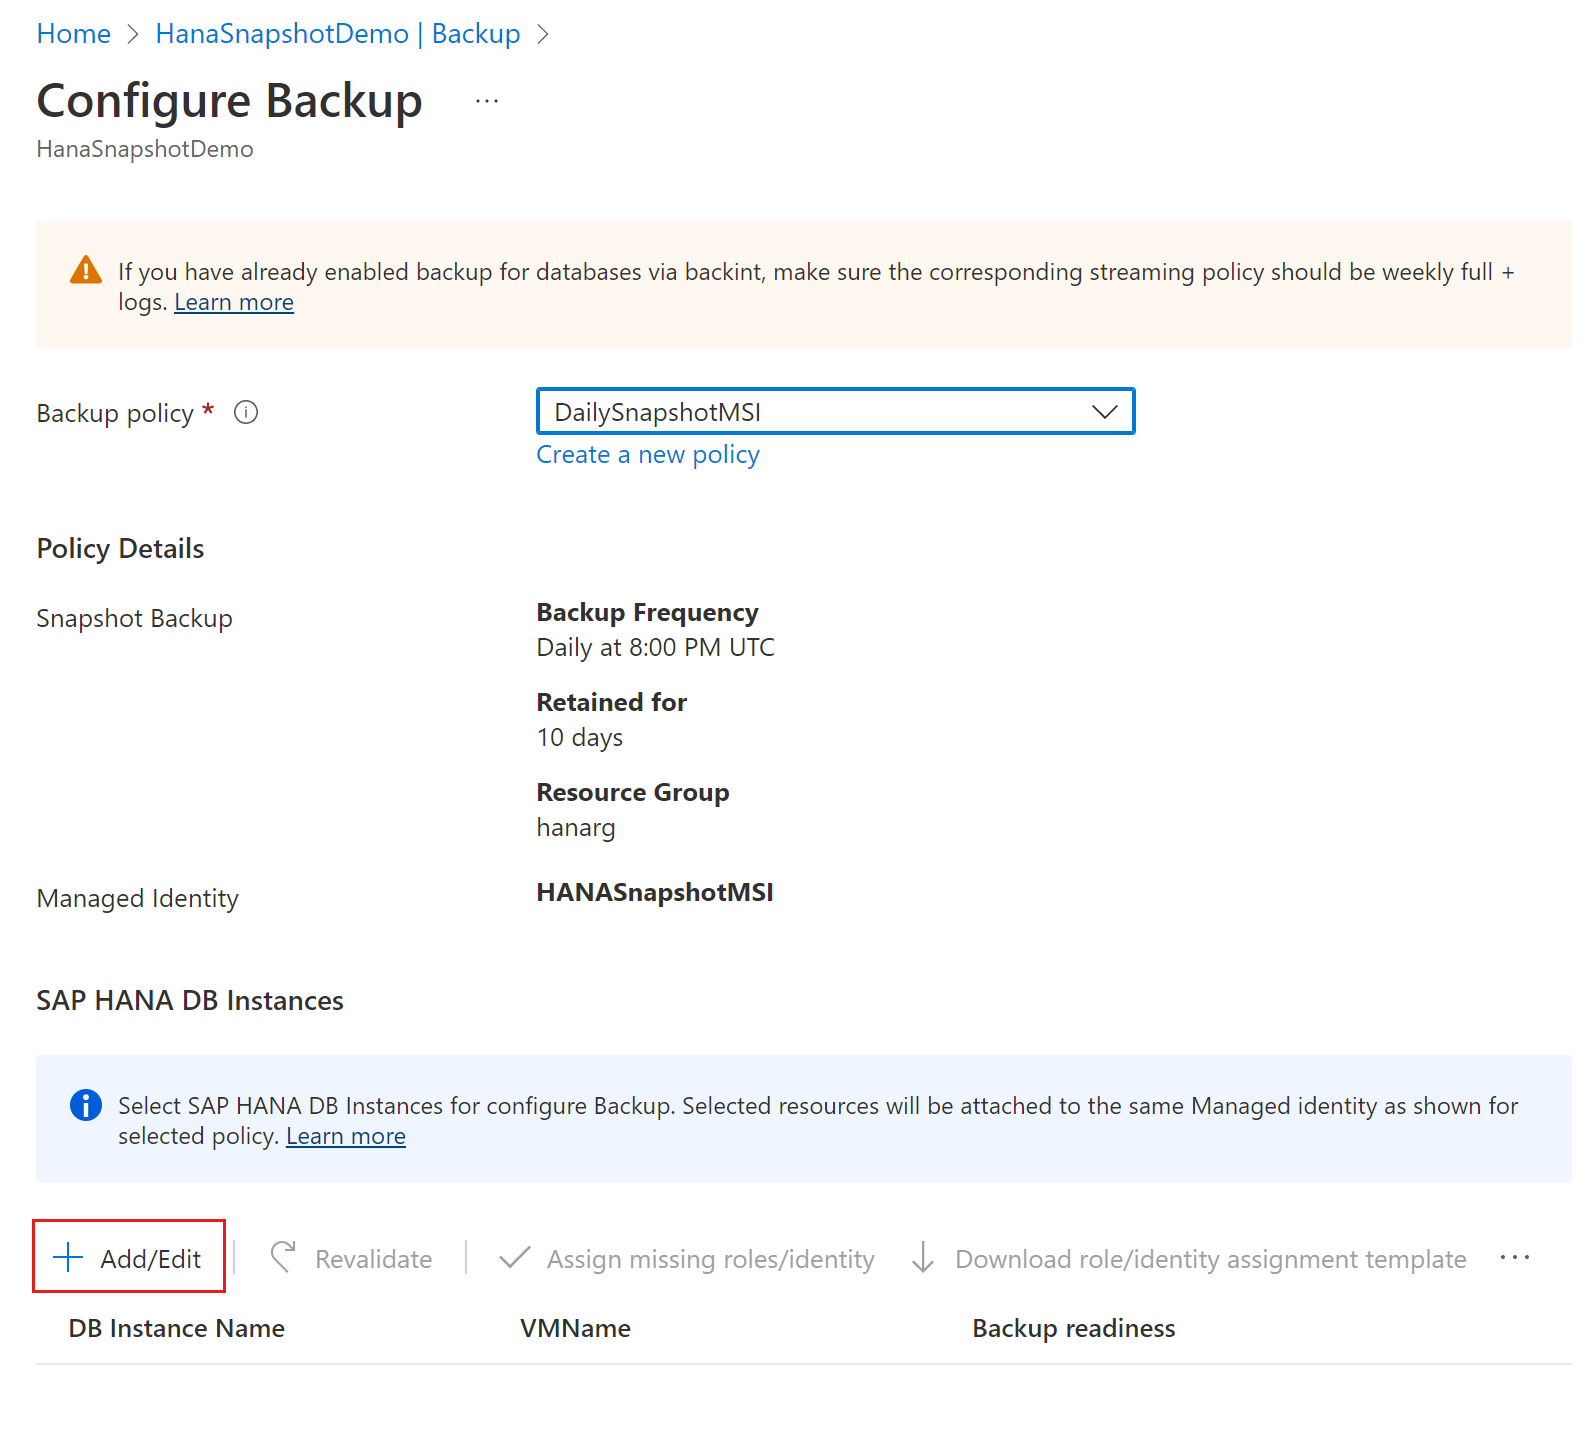 Home > HanaSnapshotDemo | Backup >
Configure Backup ...
HanaSnapshotDemo
If you have already enabled backup for databases via backint, make sure the corresponding streaming policy should be weekly full +
logs. Learn more
Backup policy * DailySnapshotMSI
Create a new policy
Policy Details
Snapshot Backup
Backup Frequency
Daily at 8:00 PM UTC
Retained for
10 days
Resource Group
hanarg
Managed Identity HANASnapshotMSI
SAP HANA DB Instances
Select SAP HANA DB Instances for configure Backup. Selected resources will be attached to the same Managed identity as shown for
selected policy. Learn more
Add/Edit Revalidate Assign missing roles/identity Download role/identity assignment template ...
DB Instance Name VMName Backup readiness